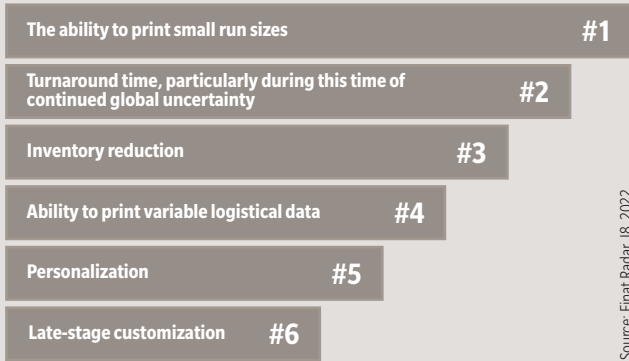 The ability to print small run sizes #1
Turnaround time, particularly during this time of
continued global uncertainty #2
Inventory reduction #3
Ability to print variable logistical data #4
Personalization #5
Late-stage customization #6
Source: Finat Radar 18, 2022